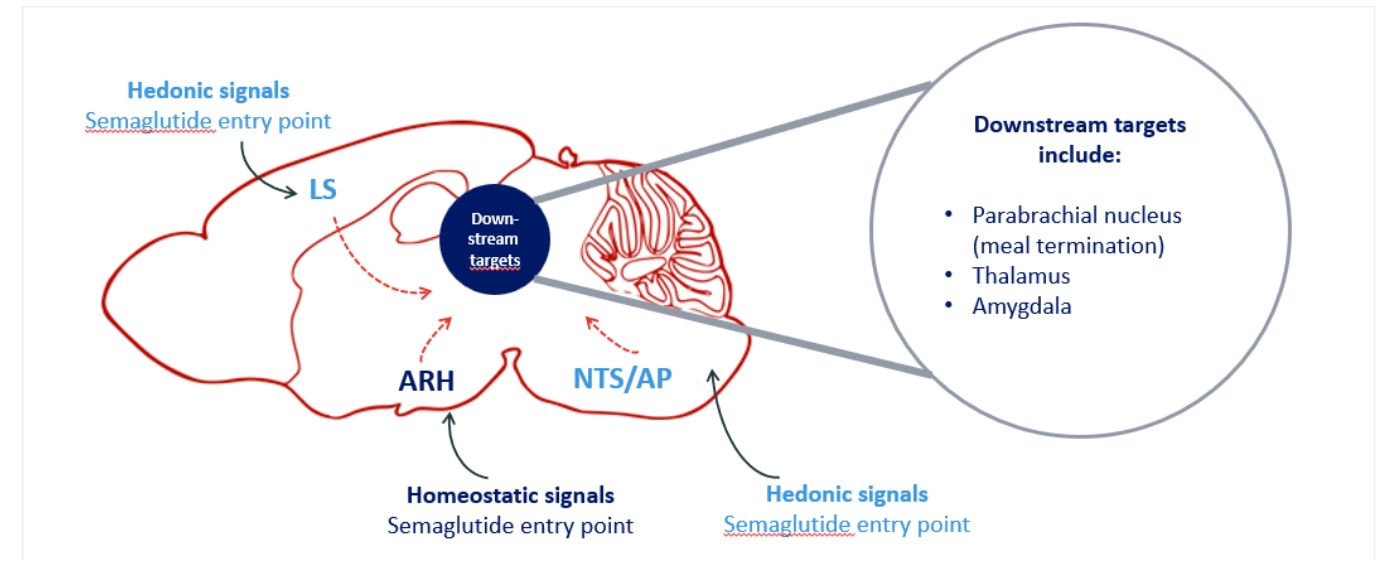 Hedonic signals
Semaglutide entry point
LS
Down-
stream
targets
ARH
NTS/AP
Homeostatic signals
Semaglutide entry point
Hedonic signals
Semaglutide entry point
Downstream targets
include:
• Parabrachial nucleus
(meal termination)
• Thalamus
• Amygdala